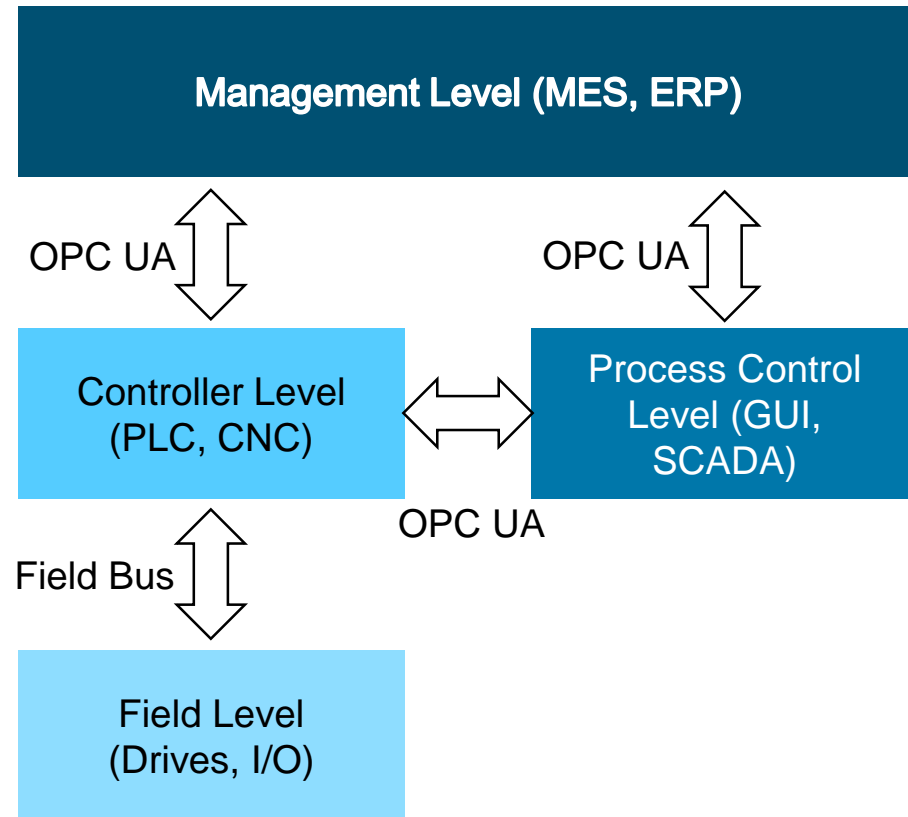 Management Level (MES, ERP)
OPC UA
OPC UA
Controller Level
(PLC, CNC)
Process Control
Level (GUI,
SCADA)
OPC UA
Field Bus
Field Level
(Drives, I/O)